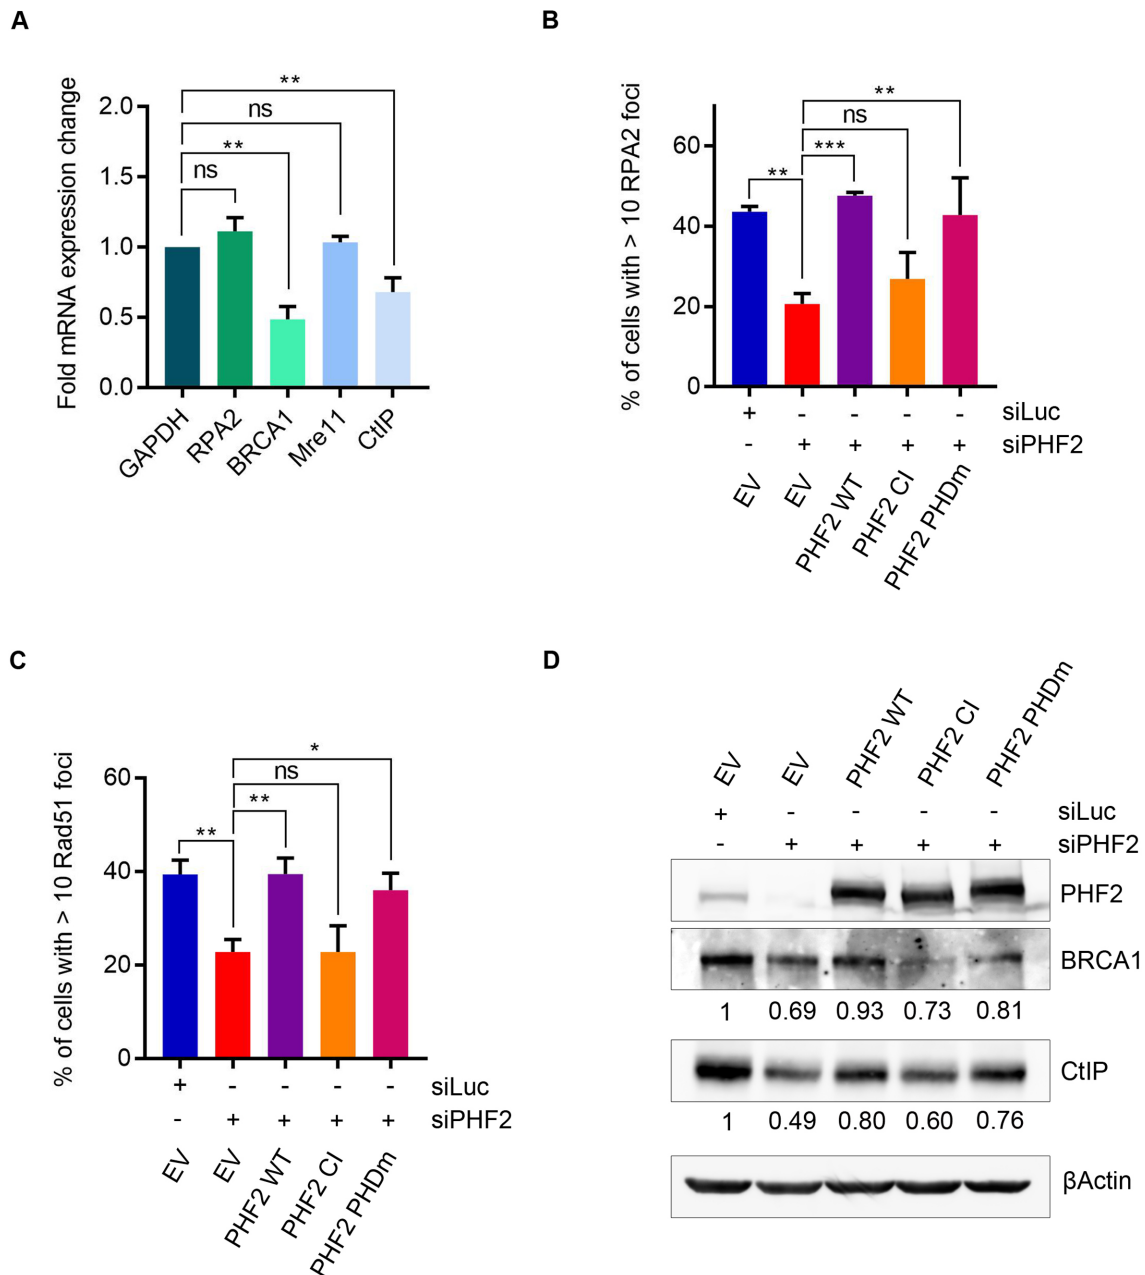 A
Fold mRNA expression change
2.0
1.5
1.0
0.5
0.0
**
ns
**
ns
GAPDH
RPA2
BRCA1
Mre11
CtIP
B
% of cells with > 10 RPA2 foci
60
40
20
0
**
ns
***
**
+ - - - - siLuc
- + + + + siPHF2
EV
EV
PHF2 WT
PHF2 CI
PHF2 PHDm
C
% of cells with > 10 Rad51 foci
60
40
20
0
*
ns
**
**
+ - - - - siLuc
- + + + + siPHF2
EV
EV
PHF2 WT
PHF2 CI
PHF2 PHDm
D
EV
EV
PHF2 WT
PHF2 CI
PHF2 PHDm
+ - - - - siLuc
- + + + + siPHF2
PHF2
BRCA1
1 0.69 0.93 0.73 0.81
CtIP
1 0.49 0.80 0.60 0.76
βActin